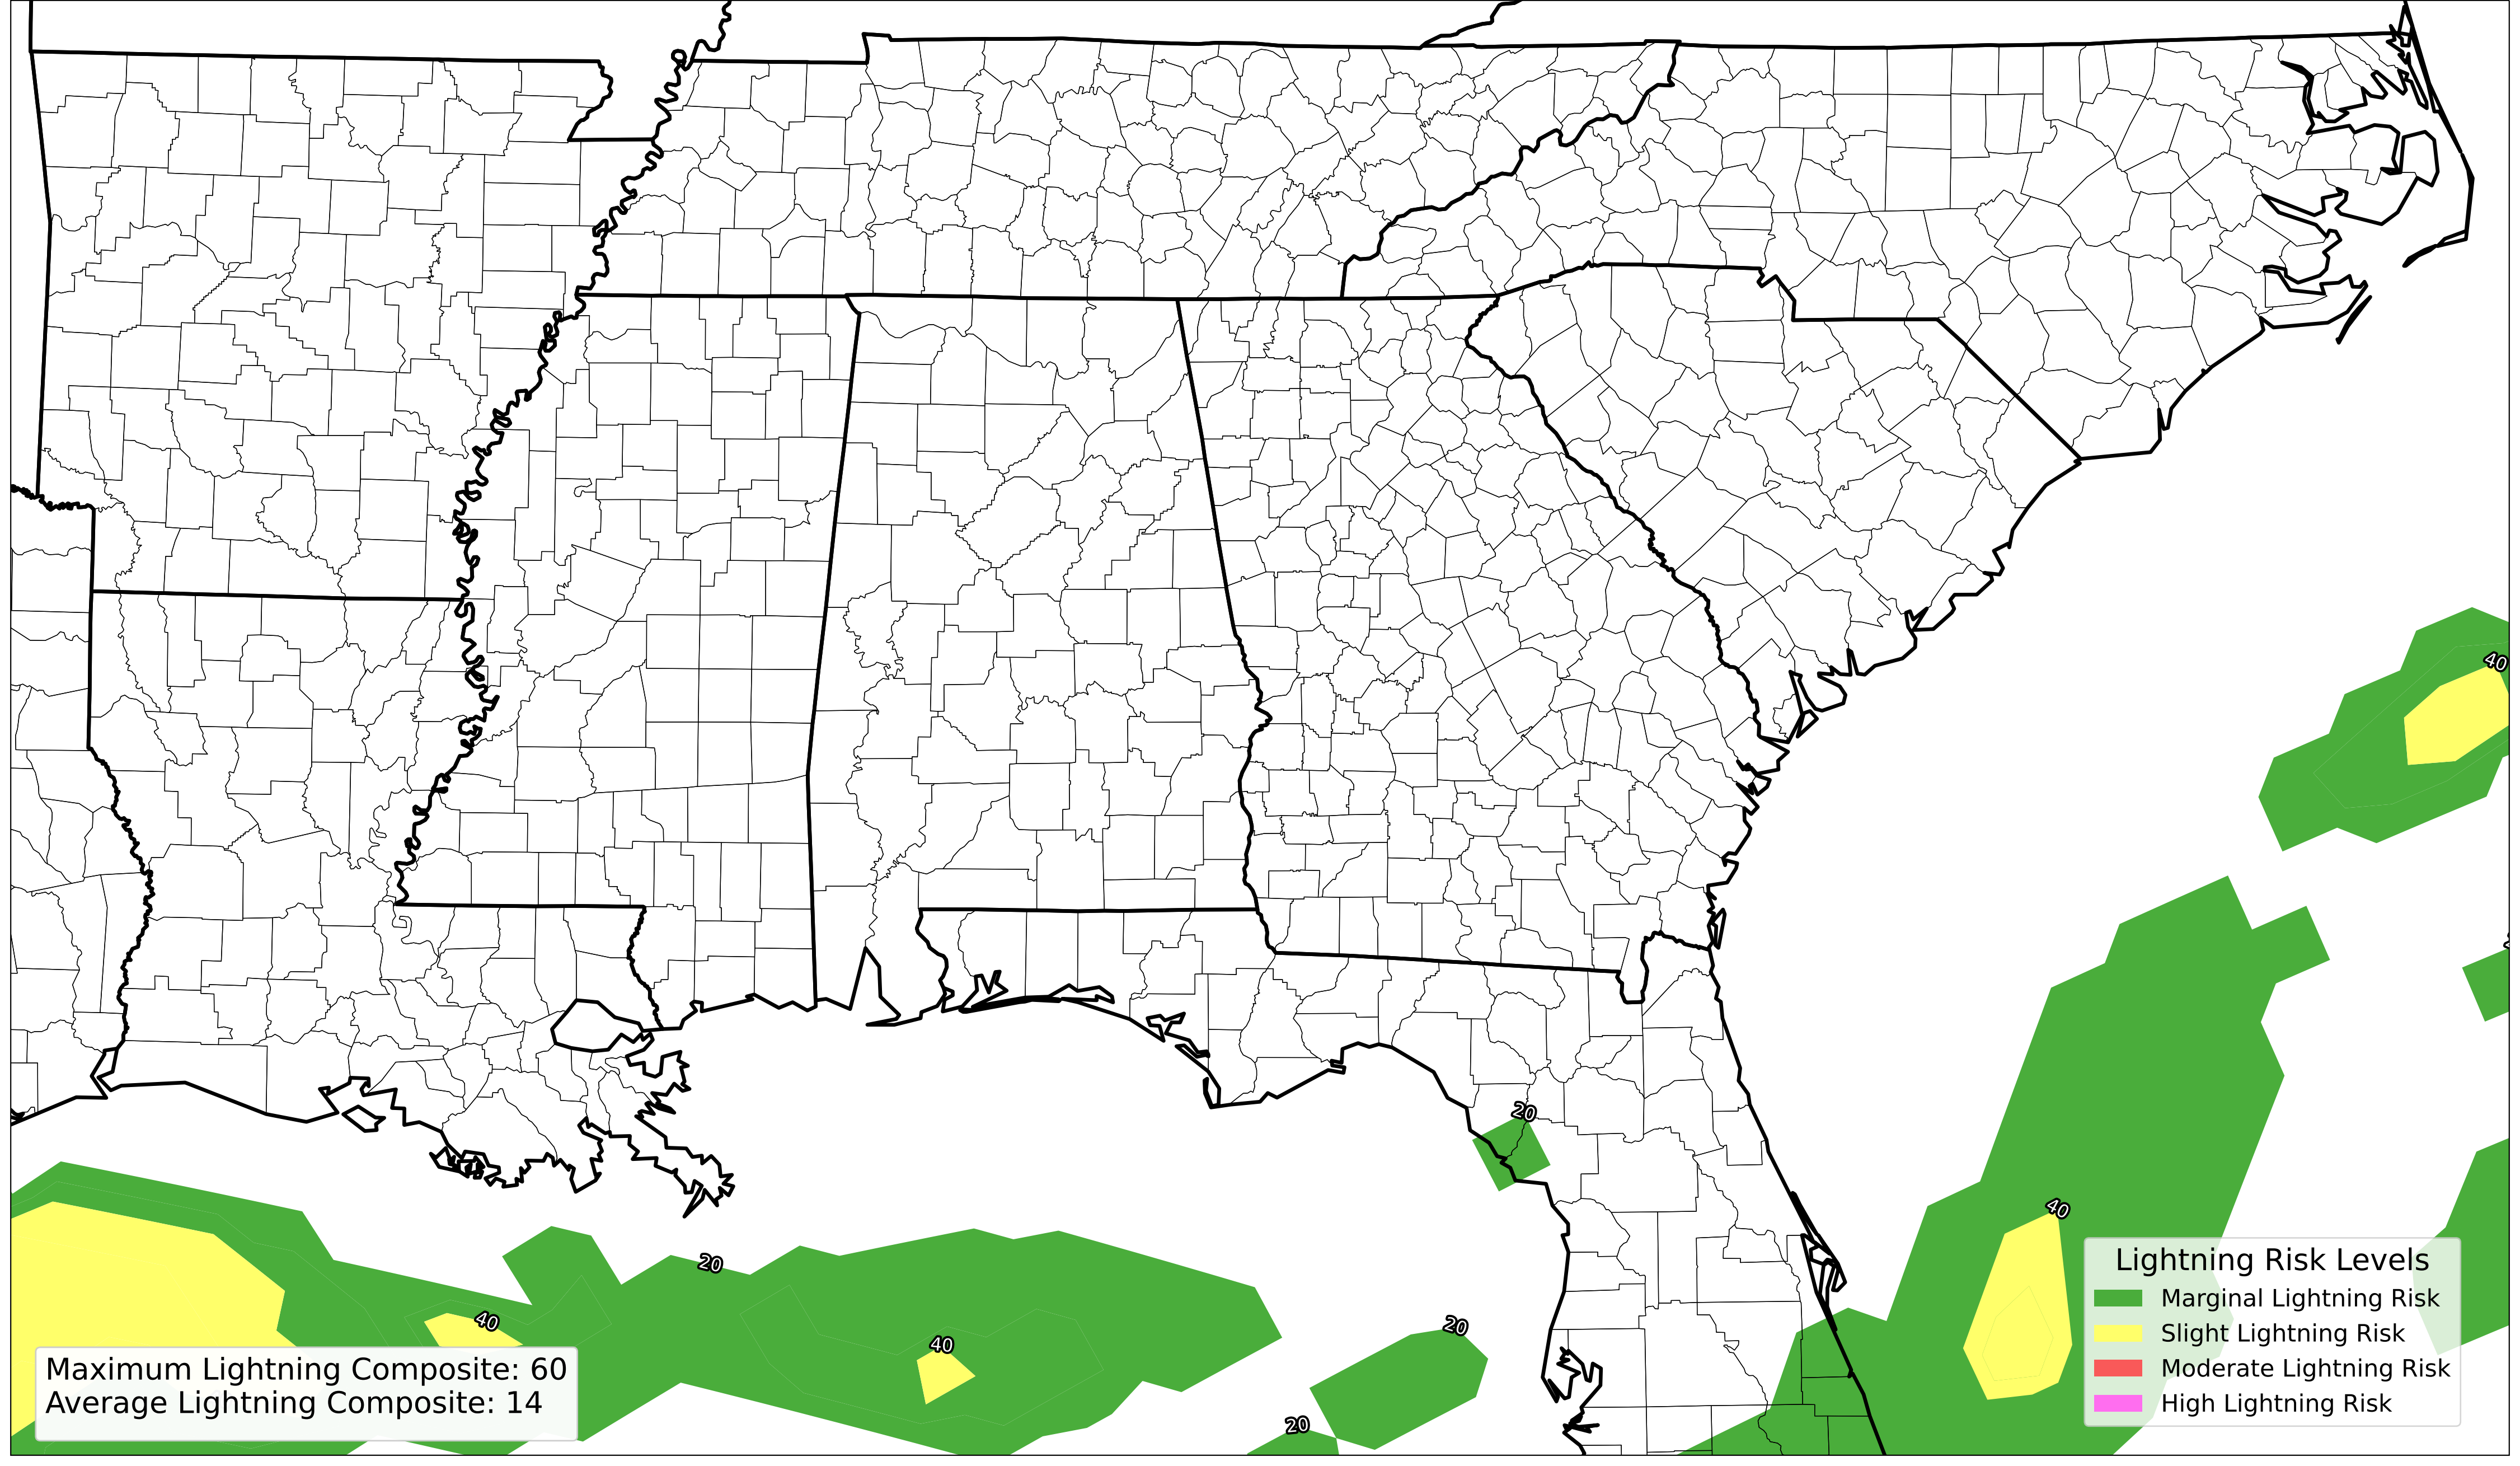 40
20
40
20
40
20
40
20
Lightning Risk Levels
Marginal Lightning Risk
Slight Lightning Risk
Moderate Lightning Risk
High Lightning Risk
Maximum Lightning Composite: 60
Average Lightning Composite: 14